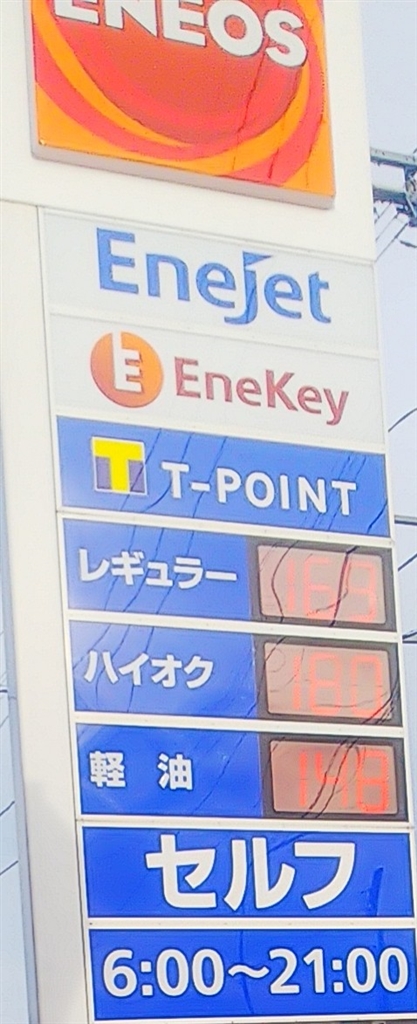 ENEOS
EneJet
E EneKey
T T-POINT
レギュラー 169
ハイオク 180
軽油 148
セルフ
6:00～21:00